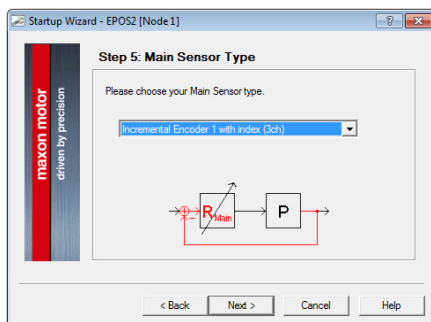 Startup Wizard - EPOS2 [Node 1]
Step 5: Main Sensor Type
maxon motor
driven by precision
Please choose your Main Sensor type.
Incremental Encoder 1 with index (3ch)
R Main
P
< Back
Next >
Cancel
Help